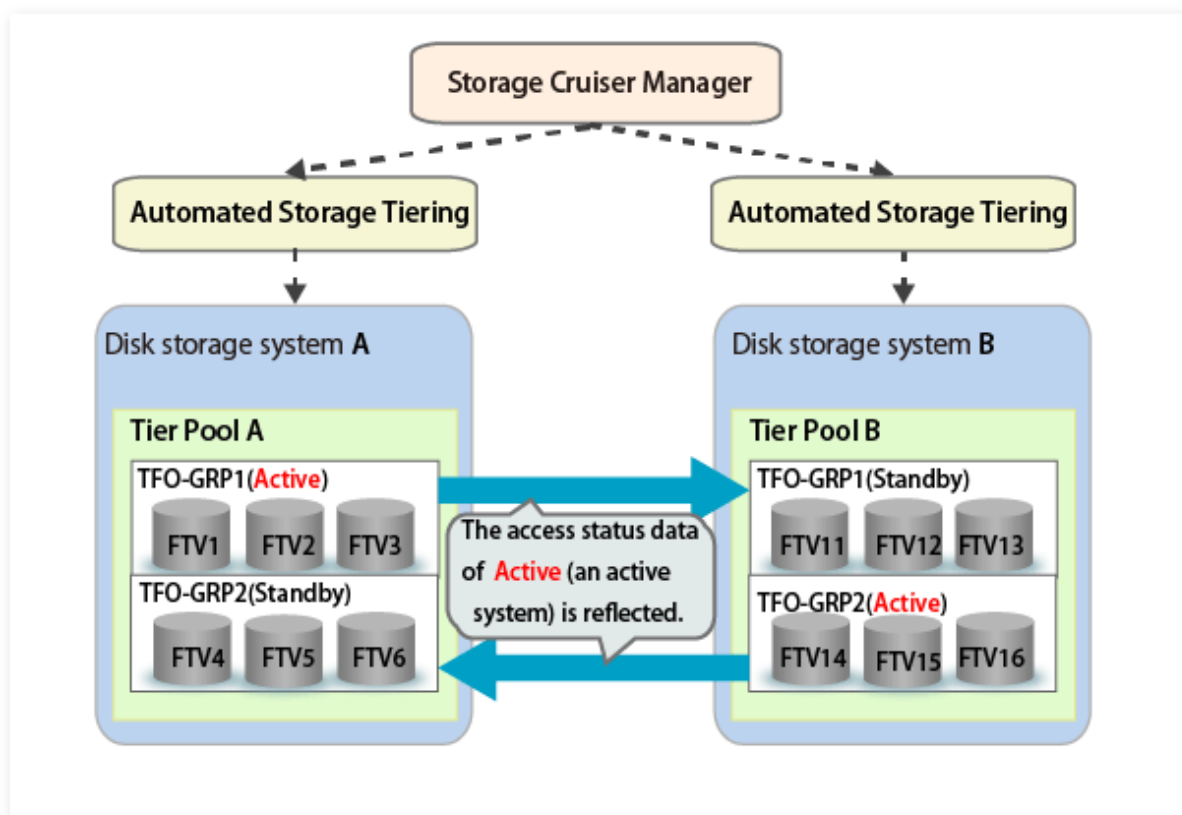 Storage Cruiser Manager
Automated Storage Tiering
Automated Storage Tiering
Disk storage system A
Disk storage system B
Tier Pool A
Tier Pool B
TFO-GRP1(Active)
TFO-GRP1(Standby)
FTV1 FTV2 FTV3
FTV11 FTV12 FTV13
The access status data
of Active (an active
system) is reflected.
TFO-GRP2(Standby)
TFO-GRP2(Active)
FTV4 FTV5 FTV6
FTV14 FTV15 FTV16